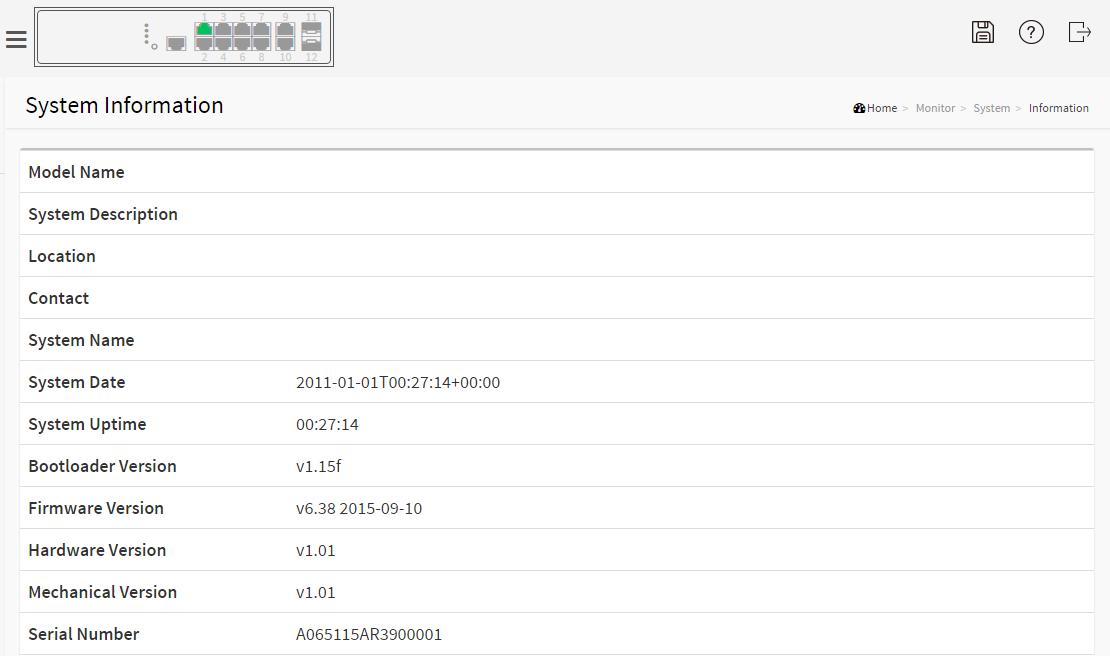 1 3 5 7 9 11
2 4 6 8 10 12
?
System Information
Home > Monitor > System > Information
Model Name
System Description
Location
Contact
System Name
System Date 2011-01-01T00:27:14+00:00
System Uptime 00:27:14
Bootloader Version v1.15f
Firmware Version v6.38 2015-09-10
Hardware Version v1.01
Mechanical Version v1.01
Serial Number A065115AR3900001